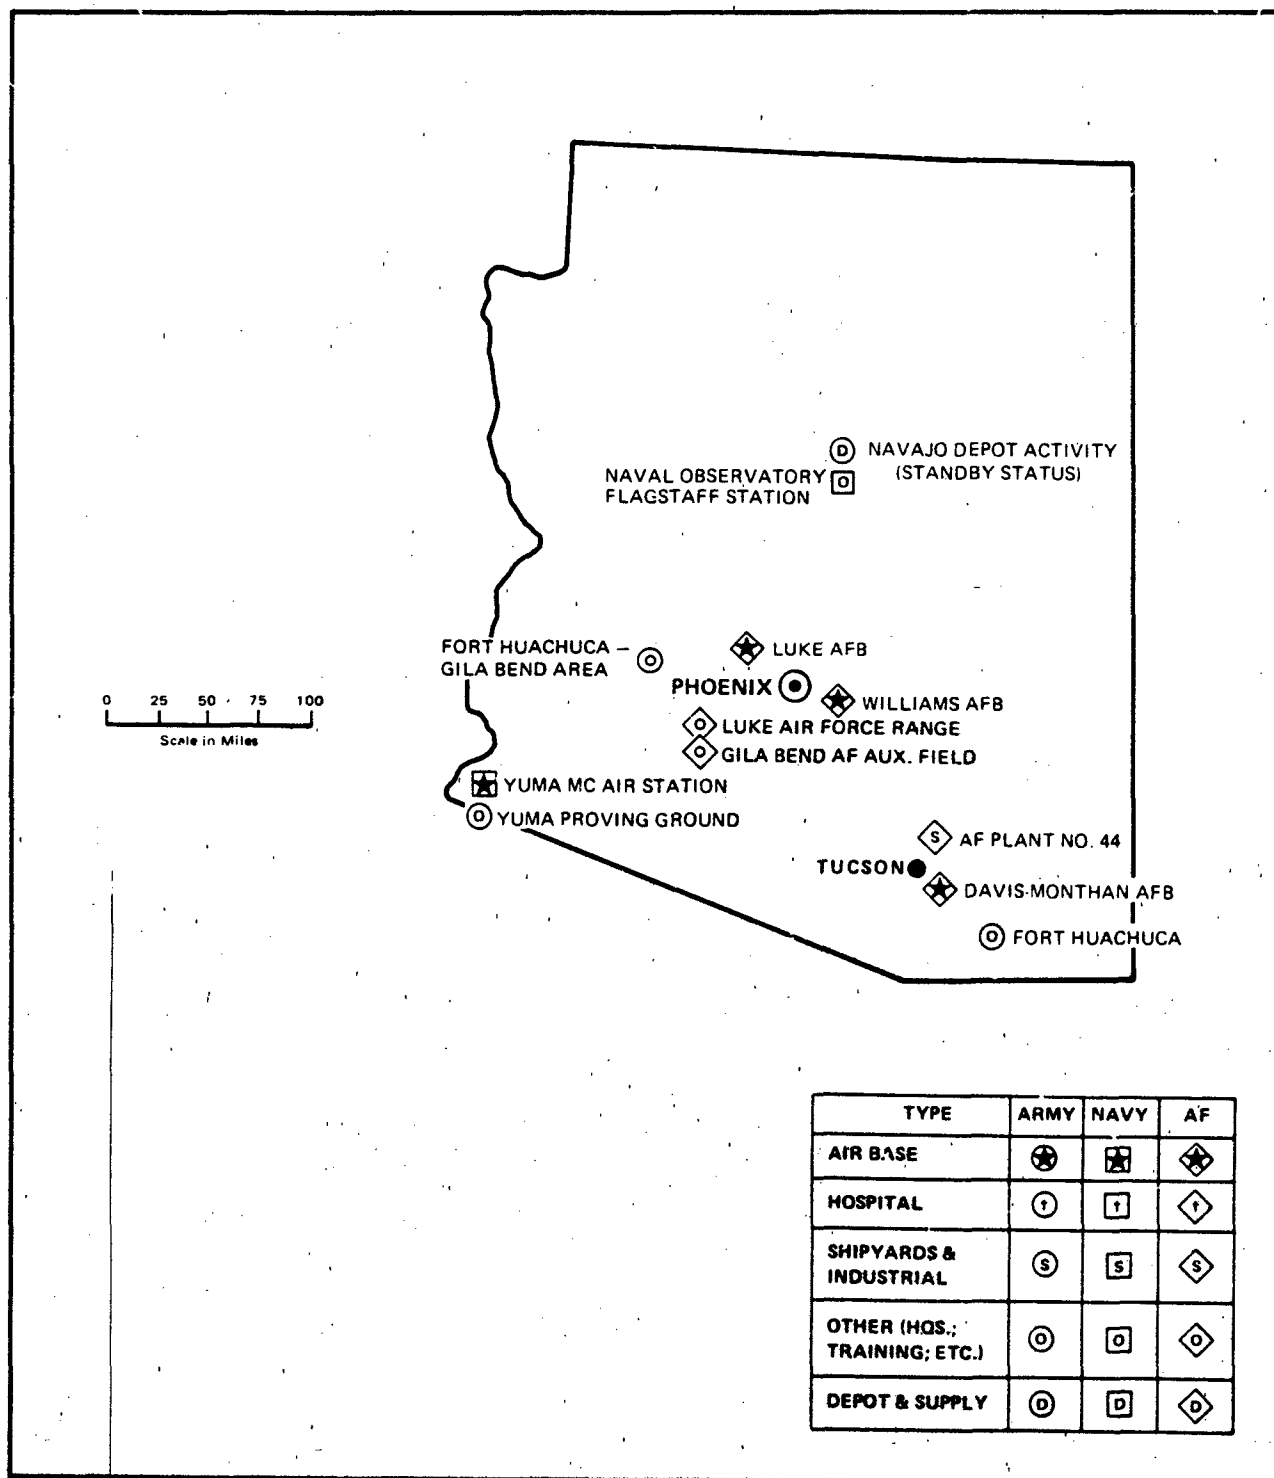 NAVAJO DEPOT ACTIVITY
(STANDBY STATUS)
NAVAL OBSERVATORY
FLAGSTAFF STATION
FORT HUACHUCA –
GILA BEND AREA
LUKE AFB
PHOENIX
WILLIAMS AFB
LUKE AIR FORCE RANGE
GILA BEND AF AUX. FIELD
0 25 50 75 100
Scale in Miles
YUMA MC AIR STATION
YUMA PROVING GROUND
AF PLANT NO. 44
TUCSON
DAVIS-MONTHAN AFB
FORT HUACHUCA
D
O
O
O
O
O
S
O
TYPE ARMY NAVY AF
AIR BASE
HOSPITAL † † †
SHIPYARDS &
INDUSTRIAL S S S
OTHER (HQS.;
TRAINING; ETC.) O O O
DEPOT & SUPPLY D D D